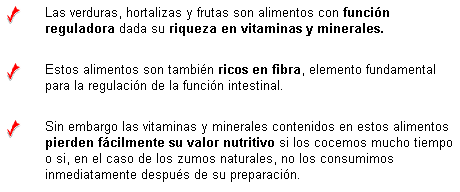 Las verduras, hortalizas y frutas son alimentos con función
reguladora dada su riqueza en vitaminas y minerales.
Estos alimentos son también ricos en fibra, elemento fundamental
para la regulación de la función intestinal.
Sin embargo las vitaminas y minerales contenidos en estos alimentos
pierden fácilmente su valor nutritivo si los cocemos mucho tiempo
o si, en el caso de los zumos naturales, no los consumimos
inmediatamente después de su preparación.